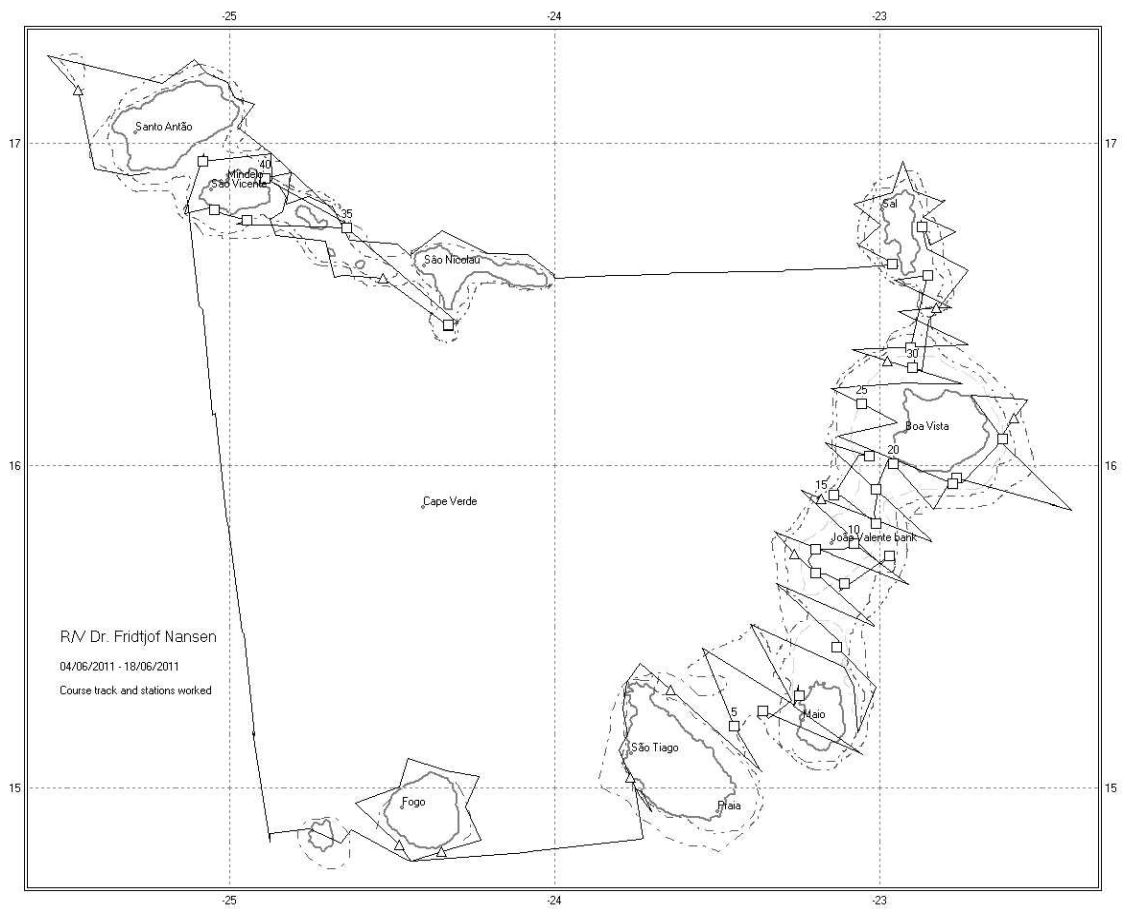 -25 -24 -23
17 17
Santo Antão
40
Mindelo
São Vicente
Sal
35
São Nicolau
30
25
Boa Vista
20
16 16
15
Cape Verde
10
João Valente bank
R/V Dr. Fridtjof Nansen
04/06/2011 - 18/06/2011
Course track and stations worked
5
Maio
São Tiago
15 15
Fogo
Praia
-25 -24 -23